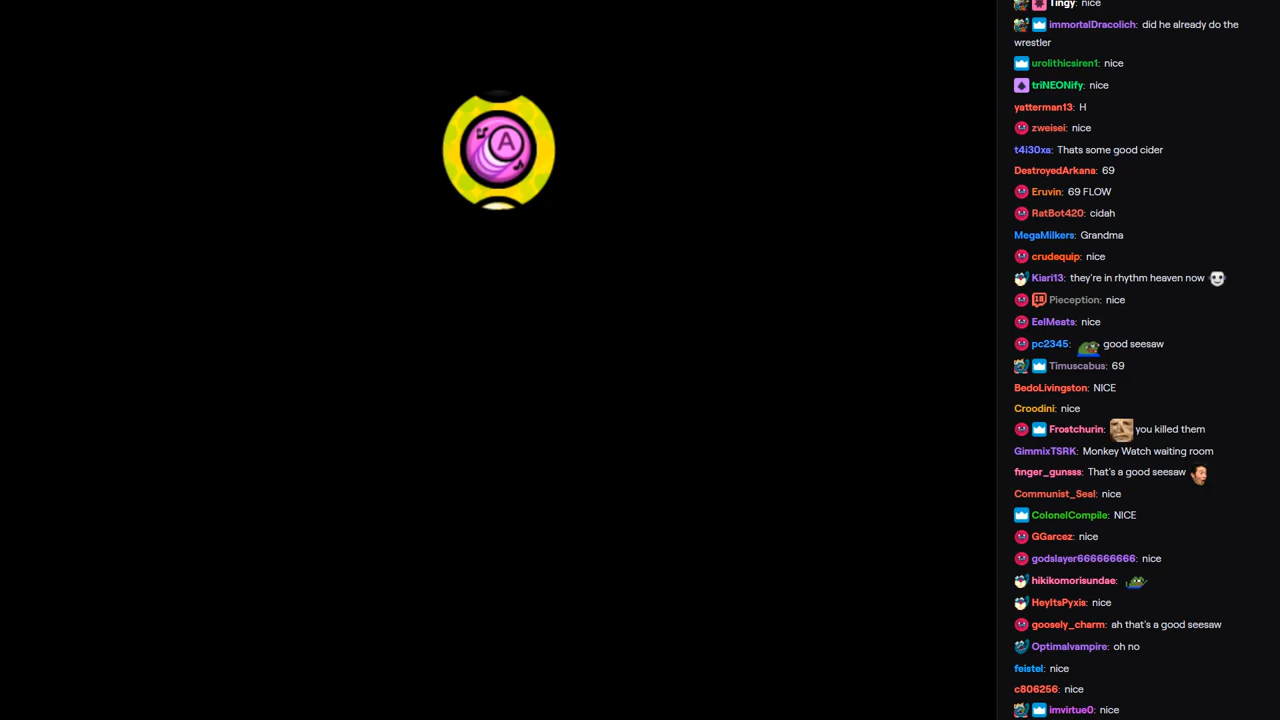 A
Tingy: nice
immortalDracolich: did he already do the
wrestler
urolithicsiren1: nice
triNEONify: nice
yatterman13: H
zweisei: nice
t4i30xa: Thats some good cider
DestroyedArkana: 69
Eruvin: 69 FLOW
RatBot420: cidah
MegaMilkers: Grandma
crudequip: nice
Kiari13: they're in rhythm heaven now
18 Pieception: nice
EelMeats: nice
pc2345: good seesaw
Timuscabus: 69
BedoLivingston: NICE
Croodini: nice
Frostchurin: you killed them
GimmixTSRK: Monkey Watch waiting room
finger_gunsss: That's a good seesaw
Communist_Seal: nice
ColonelCompile: NICE
GGarcez: nice
godslayer666666666: nice
hikikomorisundae:
HeyItsPyxis: nice
goosely_charm: ah that's a good seesaw
Optimalvampire: oh no
feistel: nice
c806256: nice
imvirtue0: nice